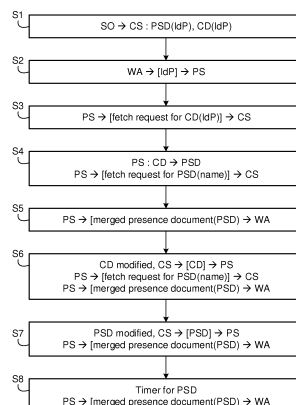 S1
SO → CS : PSD(IdP), CD(IdP)
S2
WA → [IdP] → PS
S3
PS → [fetch request for CD(IdP)] → CS
S4
PS : CD → PSD
PS → [fetch request for PSD(name)] → CS
S5
PS → [merged presence document(PSD) → WA
S6
CD modified, CS → [CD] → PS
PS → [fetch request for PSD(name)] → CS
PS → [merged presence document(PSD) → WA
S7
PSD modified, CS → [PSD] → PS
PS → [merged presence document(PSD) → WA
S8
Timer for PSD
PS → [merged presence document(PSD) → WA